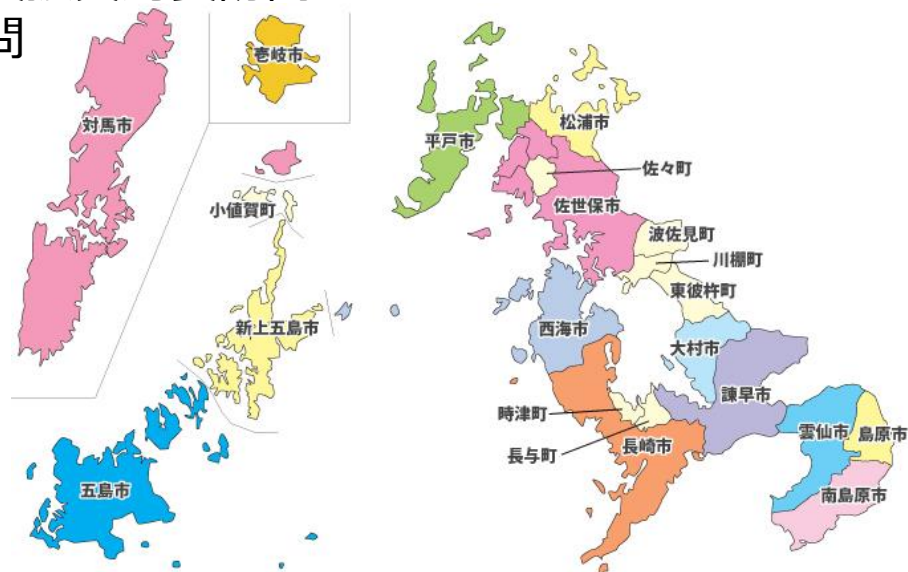 問
壱岐市
対馬市
松浦市
平戸市
佐々町
佐世保市
小値賀町
波佐見町
川棚町
東彼杵町
新上五島市
西海市
大村市
諫早市
時津町
雲仙市
島原市
長与町
長崎市
五島市
南島原市